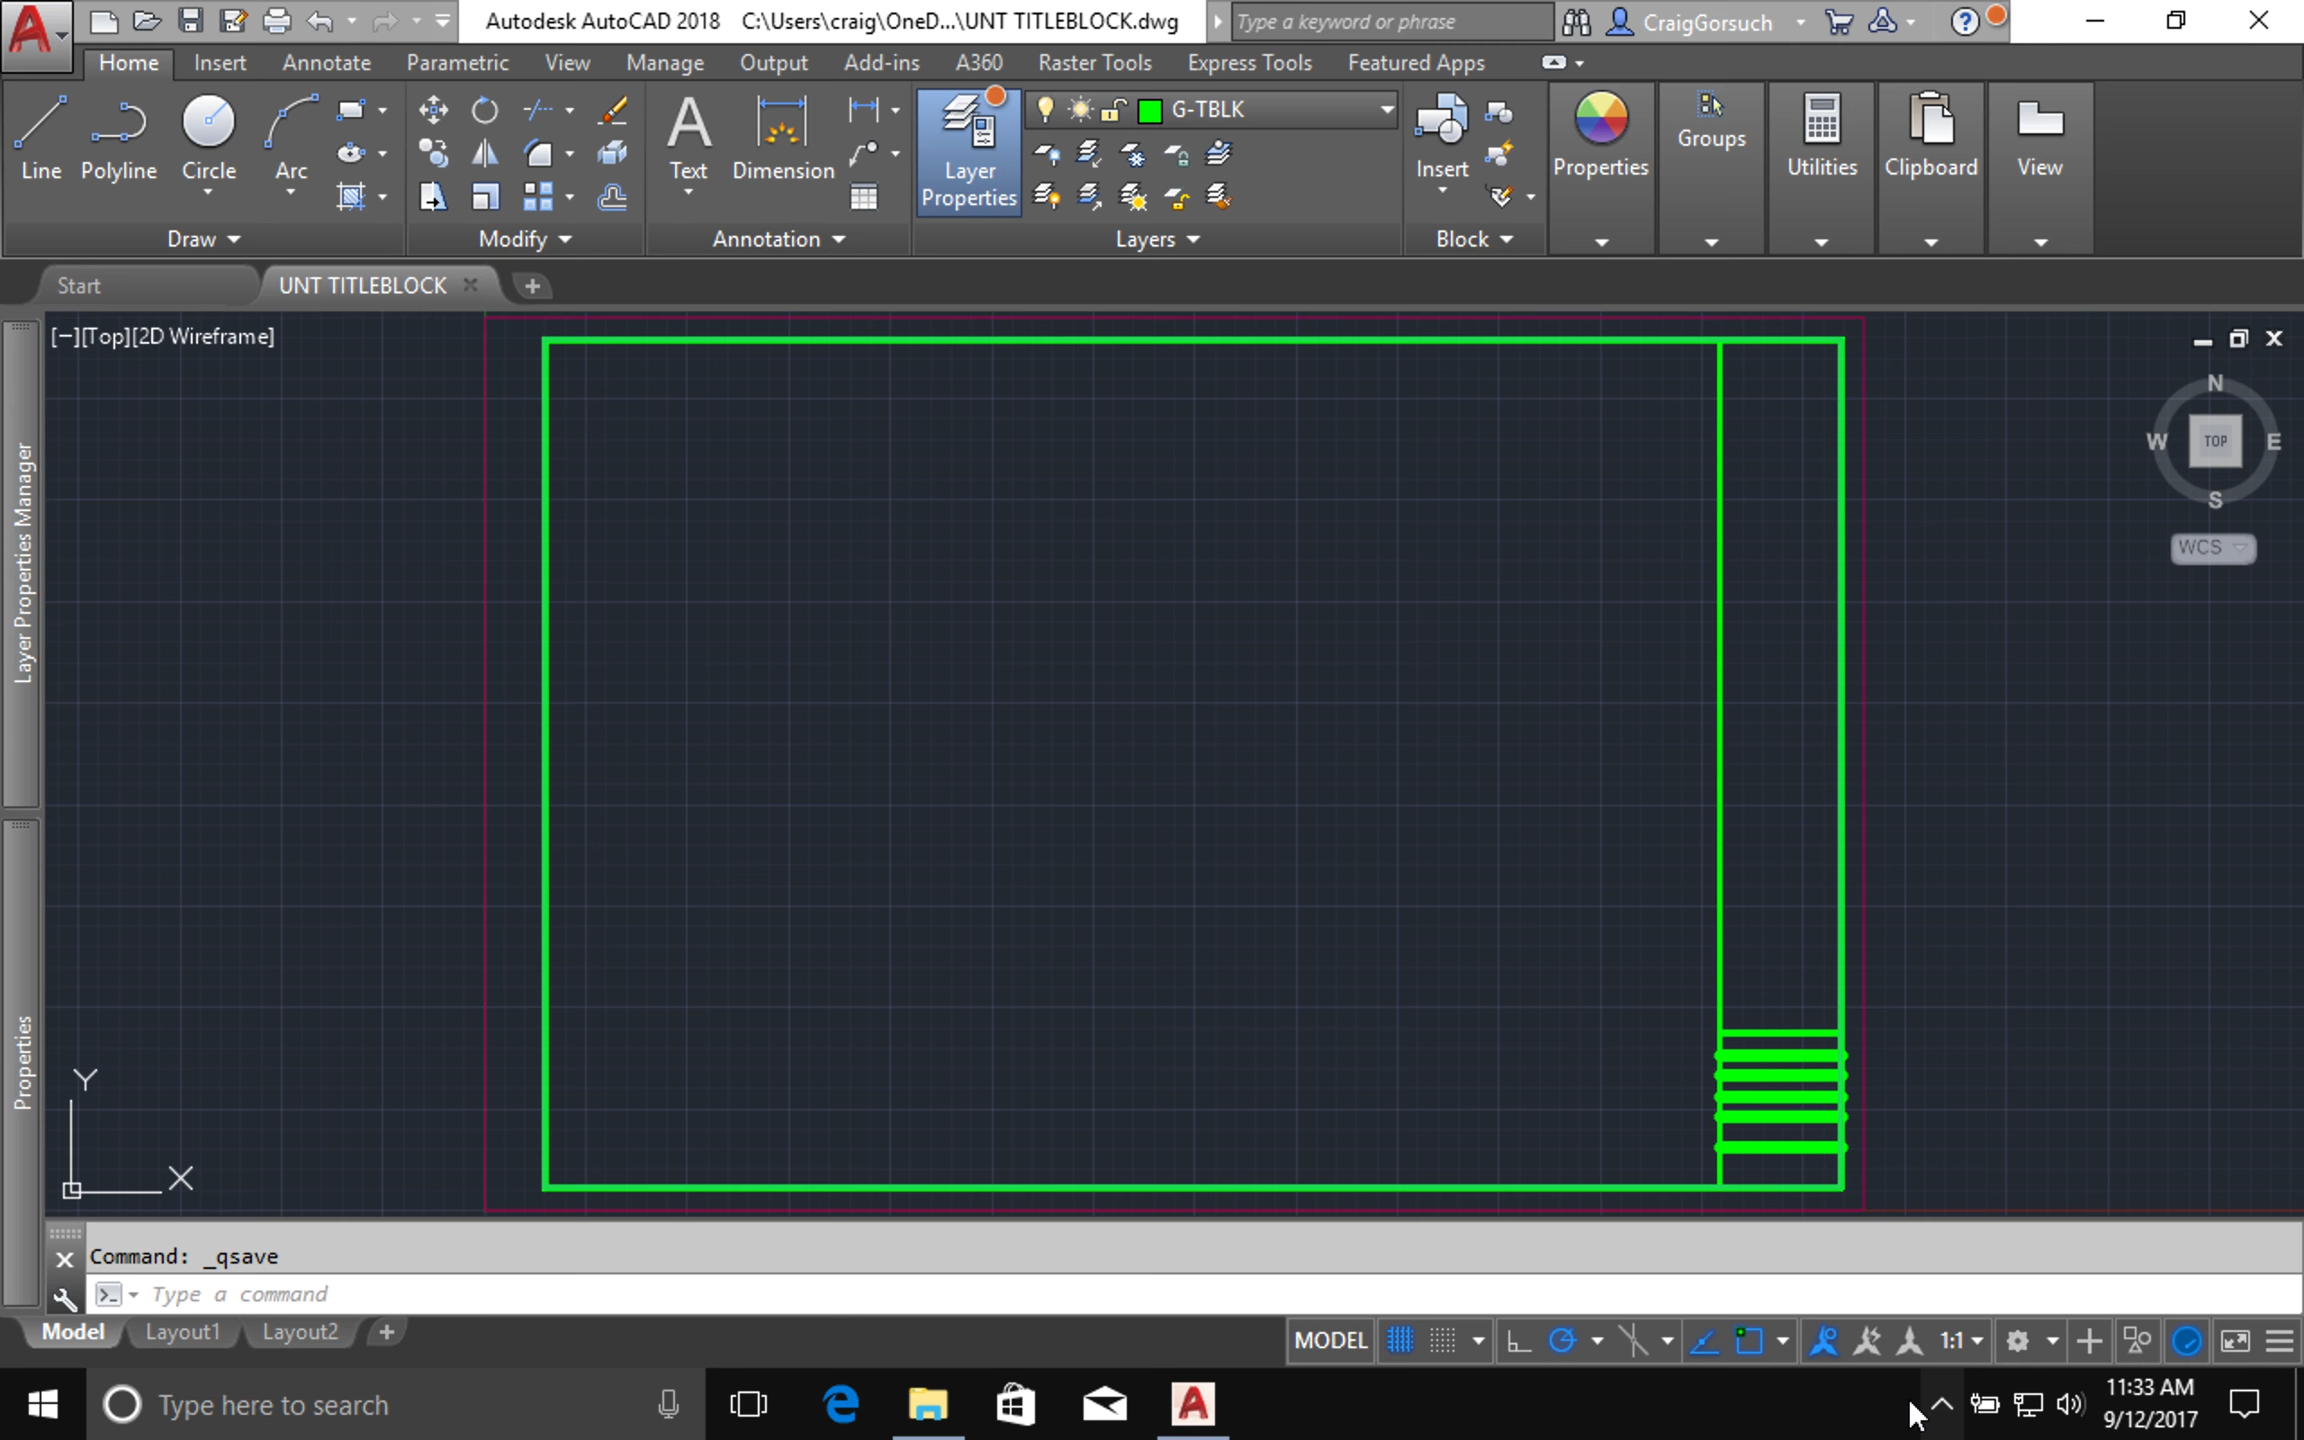 Autodesk AutoCAD 2018 C:\Users\craig\OneD...\UNT TITLEBLOCK.dwg Type a keyword or phrase CraigGorsuch
Home Insert Annotate Parametric View Manage Output Add-ins A360 Raster Tools Express Tools Featured Apps
G-TBLK
Line Polyline Circle Arc
Text Dimension
Layer Properties
Insert
Properties Groups Utilities Clipboard View
Draw Modify Annotation Layers Block
Start UNT TITLEBLOCK
[−][Top][2D Wireframe]
N
W TOP E
S
WCS
Layer Properties Manager
Properties
Y
X
Command: _qsave
Type a command
Model Layout1 Layout2 +
MODEL 1:1
Type here to search
11:33 AM
9/12/2017